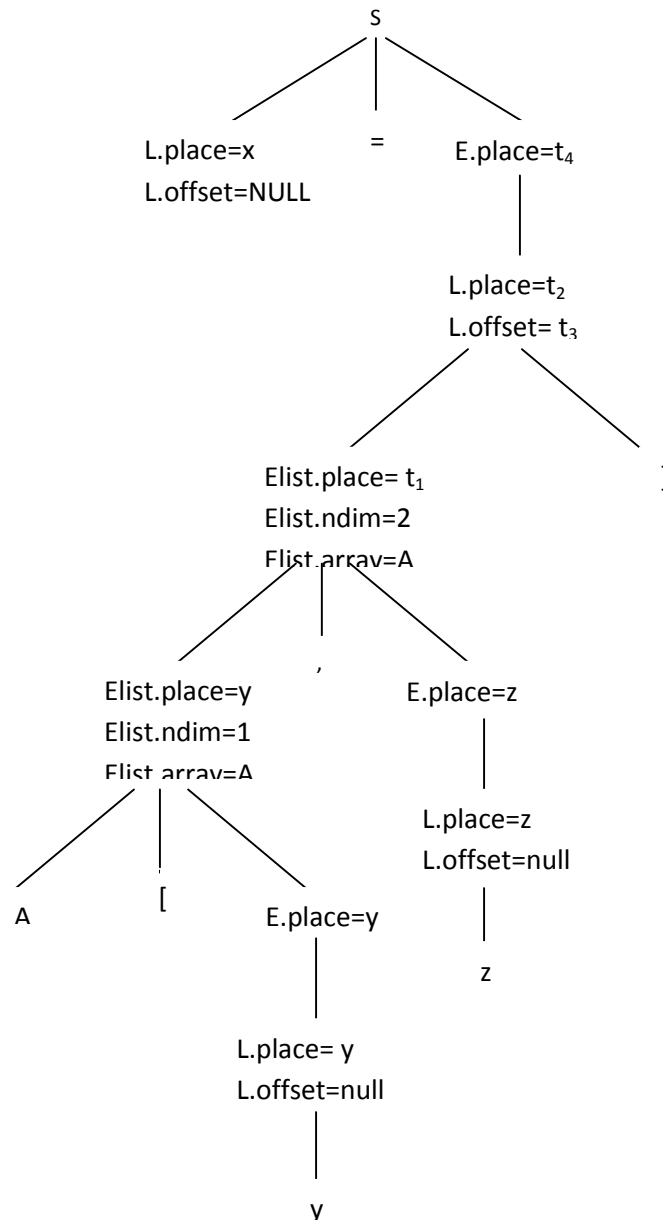 S
L.place=x
L.offset=NULL
=
E.place=t₄
L.place=t₂
L.offset= t₃
Elist.place= t₁
Elist.ndim=2
Elist.array=A
]
Elist.place=y
Elist.ndim=1
Elist.array=A
,
E.place=z
L.place=z
L.offset=null
A
[
E.place=y
z
L.place= y
L.offset=null
y